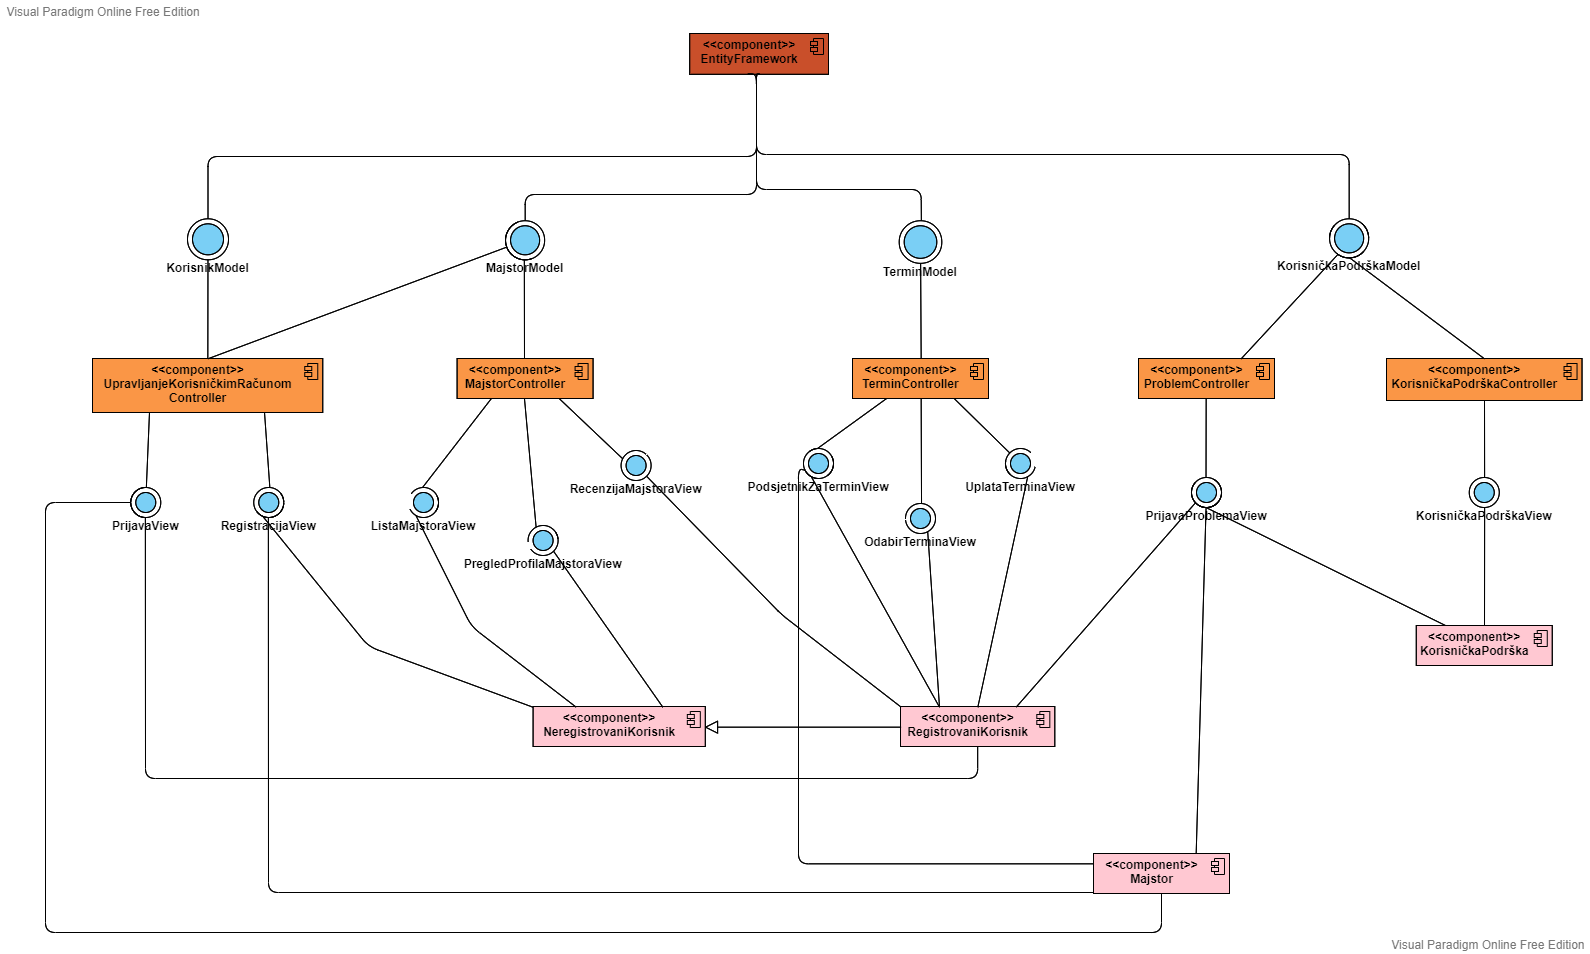 Visual Paradigm Online Free Edition
<<component>>
EntityFramework
KorisnikModel
MajstorModel
TerminModel
KorisničkaPodrškaModel
<<component>>
UpravljanjeKorisničkimRačunom
Controller
<<component>>
MajstorController
<<component>>
TerminController
<<component>>
ProblemController
<<component>>
KorisničkaPodrškaController
PrijavaView
RegistracijaView
ListaMajstoraView
PregledProfilaMajstoraView
RecenzijaMajstoraView
PodsjetnikZaTerminView
OdabirTerminaView
UplataTerminaView
PrijavaProblemaView
KorisničkaPodrškaView
<<component>>
KorisničkaPodrška
<<component>>
NeregistrovaniKorisnik
<<component>>
RegistrovaniKorisnik
<<component>>
Majstor
Visual Paradigm Online Free Edition